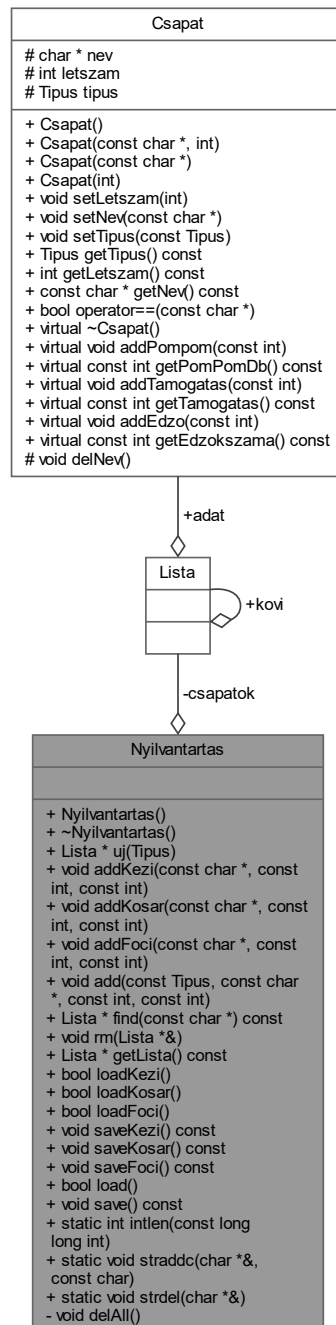 Csapat
# char * nev
# int letszam
# Tipus tipus
+ Csapat()
+ Csapat(const char *, int)
+ Csapat(const char *)
+ Csapat(int)
+ void setLetszam(int)
+ void setNev(const char *)
+ void setTipus(const Tipus)
+ Tipus getTipus() const
+ int getLetszam() const
+ const char * getNev() const
+ bool operator==(const char *)
+ virtual ~Csapat()
+ virtual void addPompom(const int)
+ virtual const int getPomPomDb() const
+ virtual void addTamogatas(const int)
+ virtual const int getTamogatas() const
+ virtual void addEdzo(const int)
+ virtual const int getEdzokszama() const
# void delNev()
+adat
Lista
+kovi
-csapatok
Nyilvantartas
+ Nyilvantartas()
+ ~Nyilvantartas()
+ Lista * uj(Tipus)
+ void addKezi(const char *, const
int, const int)
+ void addKosar(const char *, const
int, const int)
+ void addFoci(const char *, const
int, const int)
+ void add(const Tipus, const char
*, const int, const int)
+ Lista * find(const char *) const
+ void rm(Lista *&)
+ Lista * getLista() const
+ bool loadKezi()
+ bool loadKosar()
+ bool loadFoci()
+ void saveKezi() const
+ void saveKosar() const
+ void saveFoci() const
+ bool load()
+ void save() const
+ static int intlen(const long
long int)
+ static void straddc(char *&,
const char)
+ static void strdel(char *&)
- void delAll()